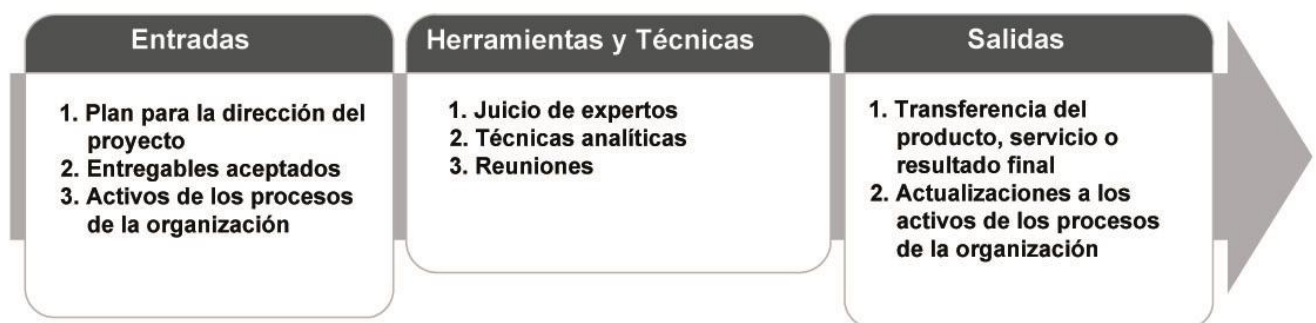 Entradas
1. Plan para la dirección del
proyecto
2. Entregables aceptados
3. Activos de los procesos
de la organización
Herramientas y Técnicas
1. Juicio de expertos
2. Técnicas analíticas
3. Reuniones
Salidas
1. Transferencia del
producto, servicio o
resultado final
2. Actualizaciones a los
activos de los procesos
de la organización